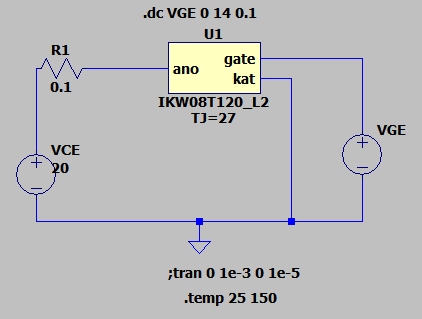 .dc VGE 0 14 0.1
U1
R1
0.1
ano
gate
kat
IKW08T120_L2
TJ=27
VCE
20
VGE
;tran 0 1e-3 0 1e-5
.temp 25 150